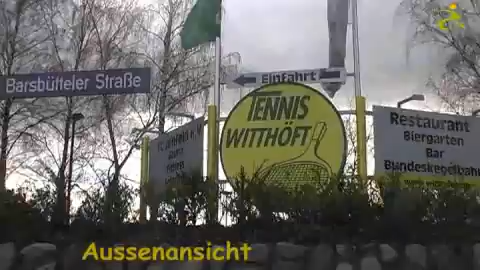 Barsbütteler Straße
Einfahrt
TENNIS
WITTHÖFT
Restaurant
Biergarten
Bar
Bundeskegelbahn
Aussenansicht